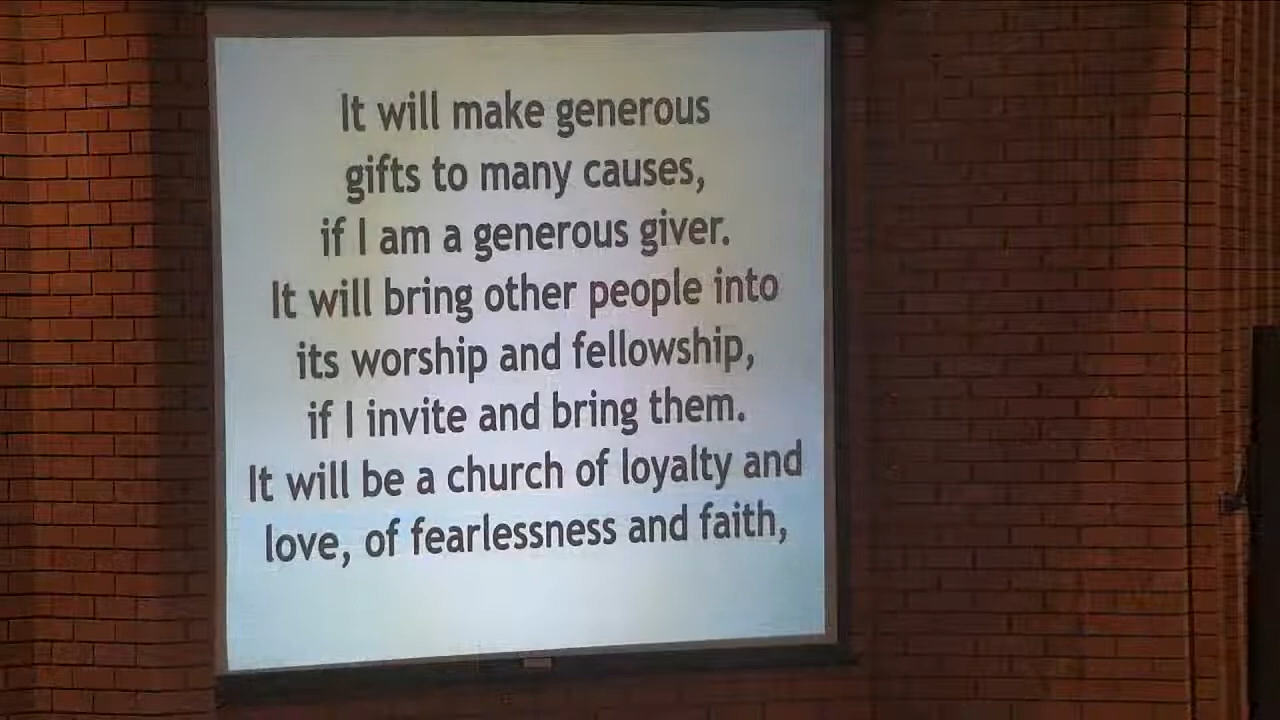 It will make generous
gifts to many causes,
if I am a generous giver.
It will bring other people into
its worship and fellowship,
if I invite and bring them.
It will be a church of loyalty and
love, of fearlessness and faith,